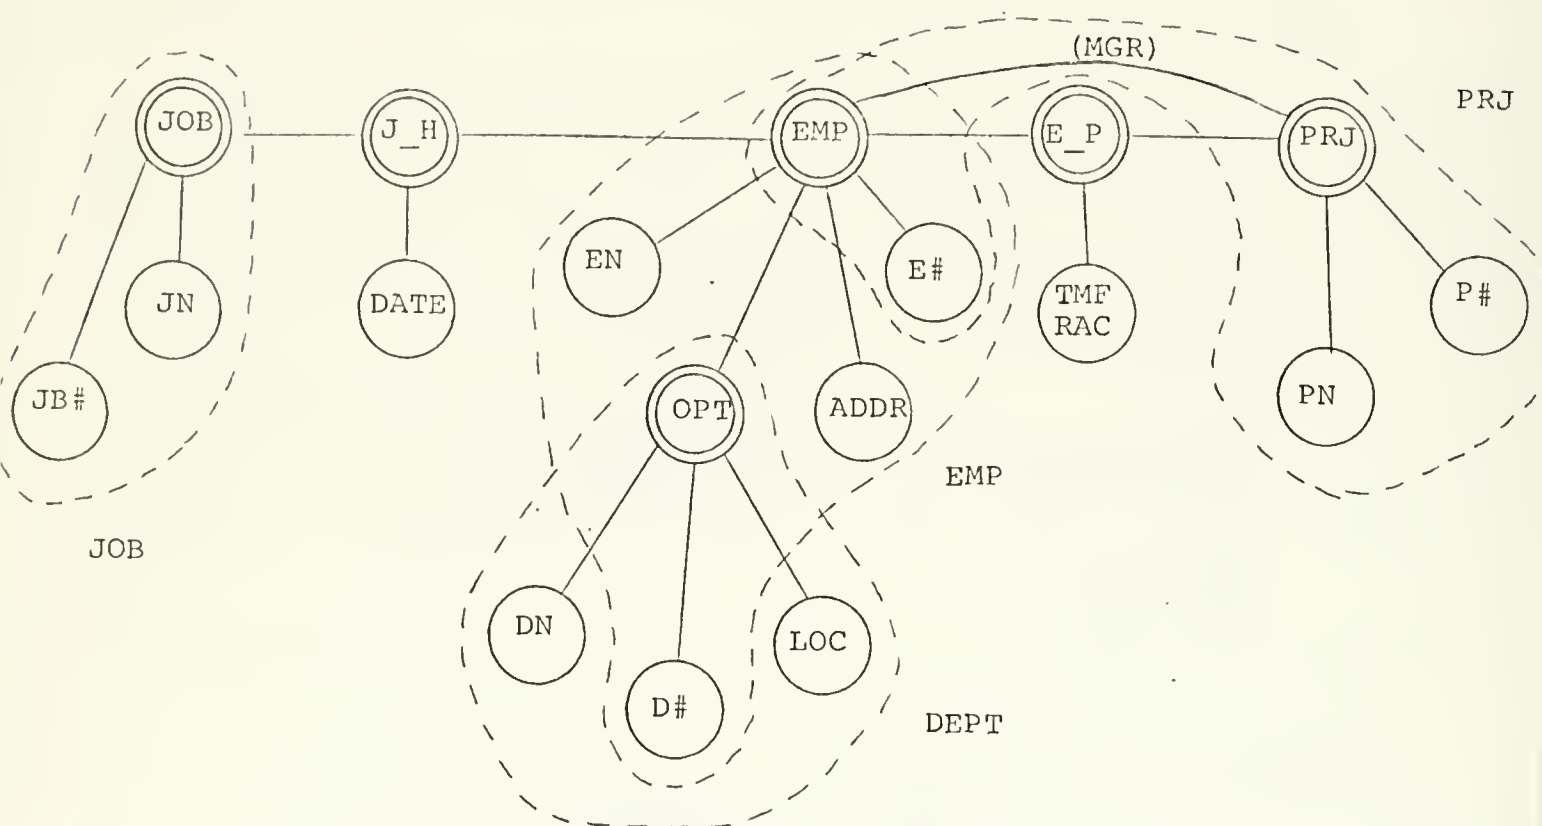 (MGR)
PRJ
JOB
J_H
EMP
E_P
PRJ
EN
E#
JN
DATE
TMF
RAC
P#
JB#
OPT
ADDR
PN
EMP
JOB
DN
LOC
D#
DEPT